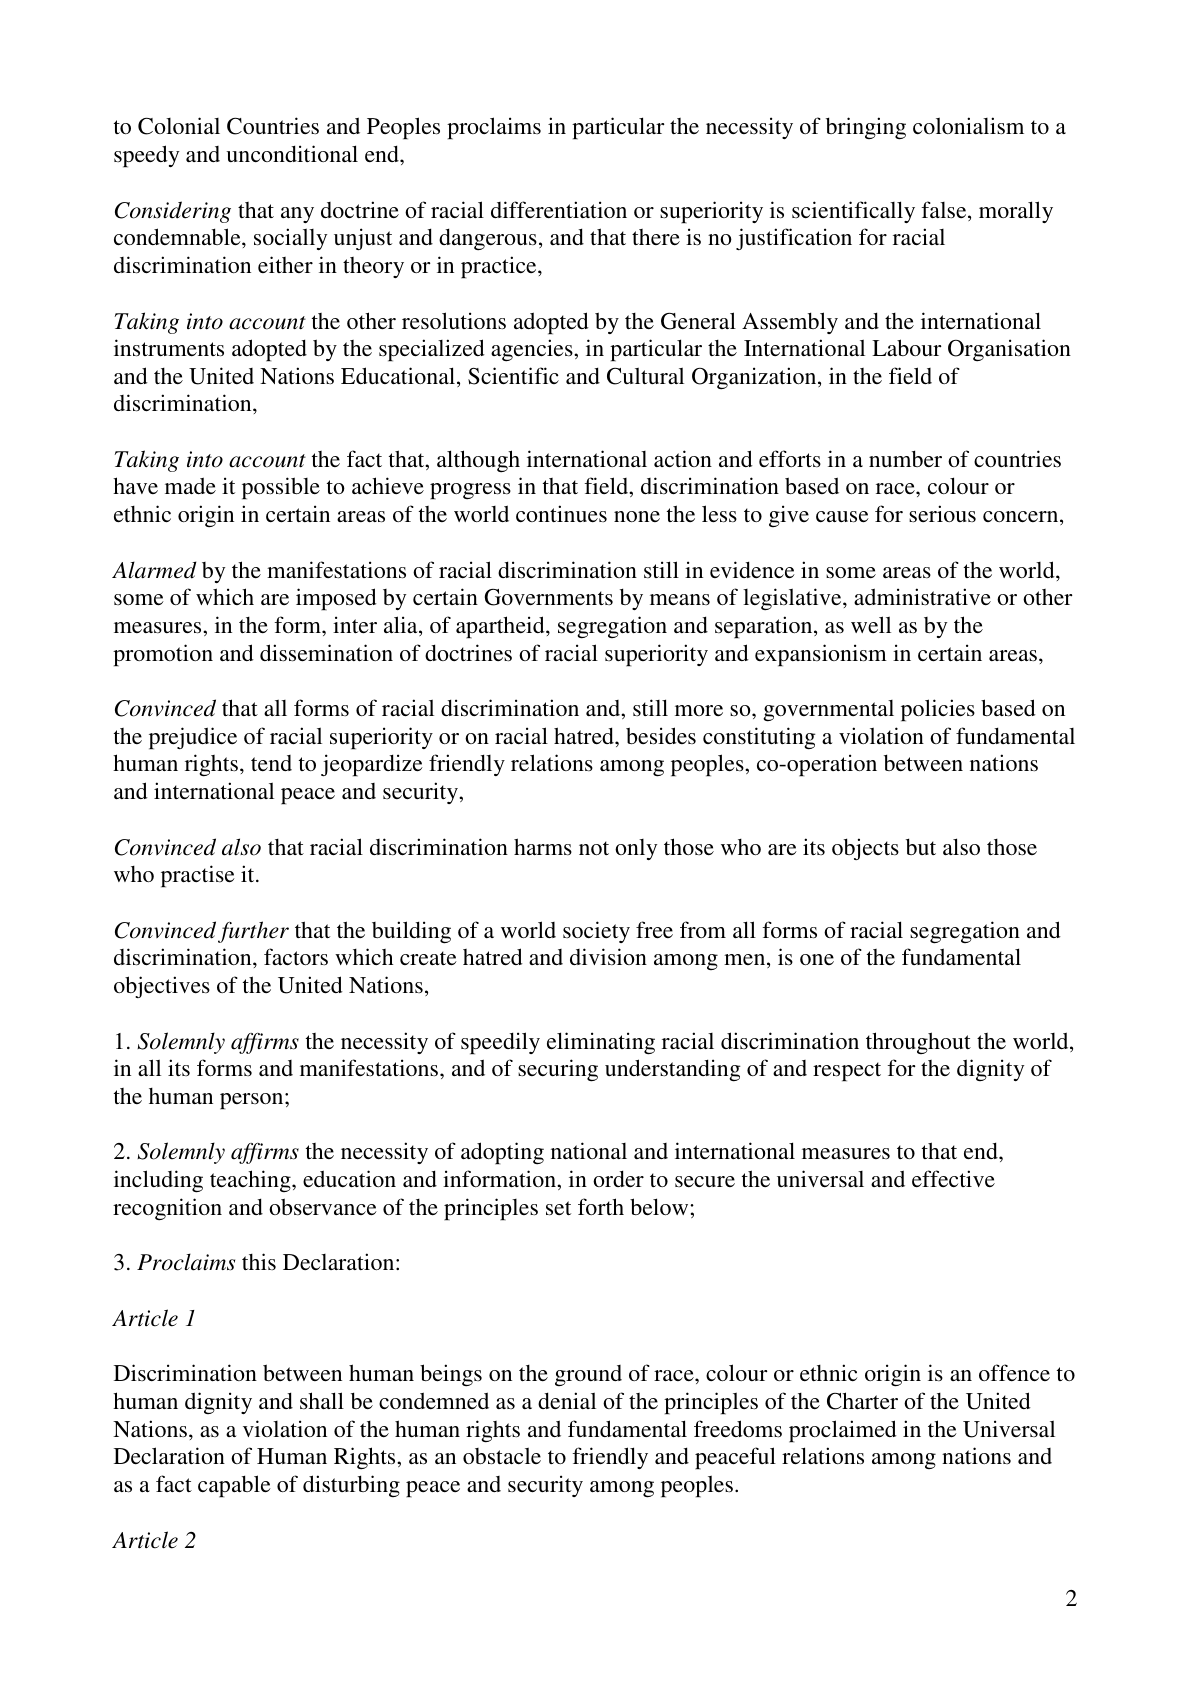 to Colonial Countries and Peoples proclaims in particular the necessity of bringing colonialism to a
speedy and unconditional end,
Considering that any doctrine of racial differentiation or superiority is scientifically false, morally
condemnable, socially unjust and dangerous, and that there is no justification for racial
discrimination either in theory or in practice,
Taking into account the other resolutions adopted by the General Assembly and the international
instruments adopted by the specialized agencies, in particular the International Labour Organisation
and the United Nations Educational, Scientific and Cultural Organization, in the field of
discrimination,
Taking into account the fact that, although international action and efforts in a number of countries
have made it possible to achieve progress in that field, discrimination based on race, colour or
ethnic origin in certain areas of the world continues none the less to give cause for serious concern,
Alarmed by the manifestations of racial discrimination still in evidence in some areas of the world,
some of which are imposed by certain Governments by means of legislative, administrative or other
measures, in the form, inter alia, of apartheid, segregation and separation, as well as by the
promotion and dissemination of doctrines of racial superiority and expansionism in certain areas,
Convinced that all forms of racial discrimination and, still more so, governmental policies based on
the prejudice of racial superiority or on racial hatred, besides constituting a violation of fundamental
human rights, tend to jeopardize friendly relations among peoples, co-operation between nations
and international peace and security,
Convinced also that racial discrimination harms not only those who are its objects but also those
who practise it.
Convinced further that the building of a world society free from all forms of racial segregation and
discrimination, factors which create hatred and division among men, is one of the fundamental
objectives of the United Nations,
1. Solemnly affirms the necessity of speedily eliminating racial discrimination throughout the world,
in all its forms and manifestations, and of securing understanding of and respect for the dignity of
the human person;
2. Solemnly affirms the necessity of adopting national and international measures to that end,
including teaching, education and information, in order to secure the universal and effective
recognition and observance of the principles set forth below;
3. Proclaims this Declaration:
Article 1
Discrimination between human beings on the ground of race, colour or ethnic origin is an offence to
human dignity and shall be condemned as a denial of the principles of the Charter of the United
Nations, as a violation of the human rights and fundamental freedoms proclaimed in the Universal
Declaration of Human Rights, as an obstacle to friendly and peaceful relations among nations and
as a fact capable of disturbing peace and security among peoples.
Article 2
2